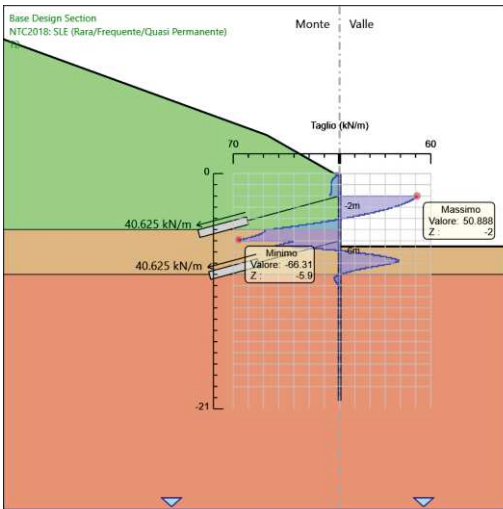 Base Design Section
NTC2018: SLE (Rara/Frequente/Quasi Permanente)
Monte
Valle
Taglio (kN/m)
70
60
0
-2m
Massimo
Valore: 50.888
Z : -2
40.625 kN/m
Minimo
Valore: -66.31
Z : -5.9
40.625 kN/m
-21